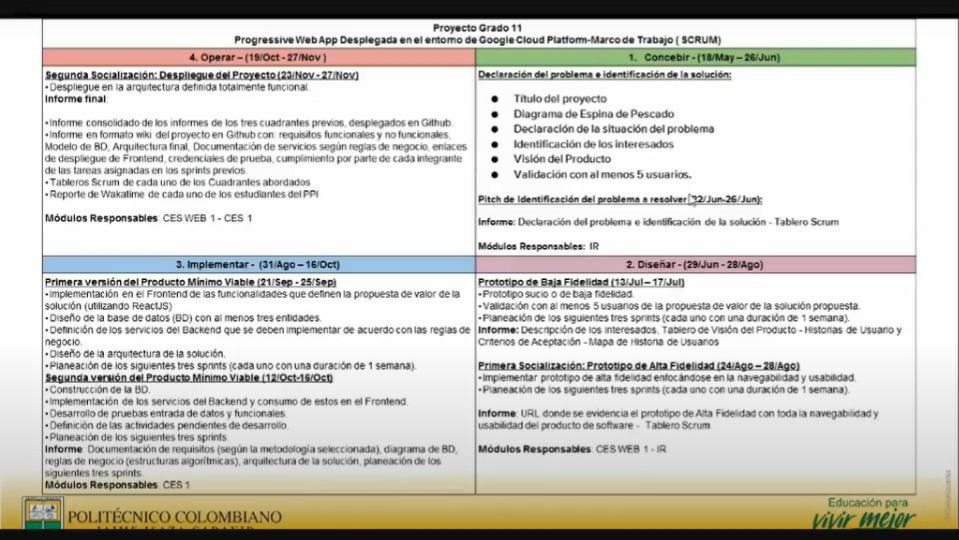 Proyecto Grado 11
Progressive Web App Desplegada en el entorno de Google Cloud Platform-Marco de Trabajo ( SCRUM)
4. Operar – (19/Oct - 27/Nov )
Segunda Socialización: Despliegue del Proyecto (23/Nov - 27/Nov)
•Despliegue en la arquitectura definida totalmente funcional.
Informe final:
•Informe consolidado de los informes de los tres cuadrantes previos, desplegados en Github.
•Informe en formato wiki del proyecto en Github con: requisitos funcionales y no funcionales,
Modelo de BD, Arquitectura final, Documentación de servicios según reglas de negocio, enlaces
de despliegue de Frontend, credenciales de prueba, cumplimiento por parte de cada integrante
de las tareas asignadas en los sprints previos.
•Tableros Scrum de cada uno de los Cuadrantes abordados
•Reporte de Wakatime de cada uno de los estudiantes del PPI
Módulos Responsables: CES WEB 1 - CES 1
1. Concebir - (18/May – 26/Jun)
Declaración del problema e identificación de la solución:
● Título del proyecto
● Diagrama de Espina de Pescado
● Declaración de la situación del problema
● Identificación de los interesados
● Visión del Producto
● Validación con al menos 5 usuarios.
Pitch de Identificación del problema a resolver (22/Jun-26/Jun):
Informe: Declaración del problema e identificación de la solución - Tablero Scrum
Módulos Responsables: IR
3. Implementar - (31/Ago – 16/Oct)
Primera versión del Producto Mínimo Viable (21/Sep - 25/Sep)
•Implementación en el Frontend de las funcionalidades que definen la propuesta de valor de la
solución (utilizando ReactJS)
•Diseño de la base de datos (BD) con al menos tres entidades.
•Definición de los servicios del Backend que se deben implementar de acuerdo con las reglas de
negocio.
•Diseño de la arquitectura de la solución.
•Planeación de los siguientes tres sprints (cada uno con una duración de 1 semana).
Segunda versión del Producto Mínimo Viable (12/Oct-16/Oct)
•Construcción de la BD.
•Implementación de los servicios del Backend y consumo de estos en el Frontend.
•Desarrollo de pruebas entrada de datos y funcionales.
•Definición de las actividades pendientes de desarrollo.
•Planeación de los siguientes tres sprints.
Informe: Documentación de requisitos (según la metodología seleccionada), diagrama de BD,
reglas de negocio (estructuras algorítmicas), arquitectura de la solución, planeación de los
siguientes tres sprints.
Módulos Responsables: CES 1
2. Diseñar - (29/Jun - 28/Ago)
Prototipo de Baja Fidelidad (13/Jul – 17/Jul)
•Prototipo sucio o de baja fidelidad.
•Validación con al menos 5 usuarios de la propuesta de valor de la solución propuesta.
•Planeación de los siguientes tres sprints (cada uno con una duración de 1 semana).
Informe: Descripción de los interesados, Tablero de Visión del Producto - Historias de Usuario y
Criterios de Aceptación - Mapa de Historia de Usuarios
Primera Socialización: Prototipo de Alta Fidelidad (24/Ago – 28/Ago)
•Implementar prototipo de alta fidelidad enfocándose en la navegabilidad y usabilidad.
•Planeación de los siguientes tres sprints (cada uno con una duración de 1 semana).
Informe: URL donde se evidencia el prototipo de Alta Fidelidad con toda la navegabilidad y
usabilidad del producto de software - Tablero Scrum
Módulos Responsables: CES WEB 1 - IR
POLITÉCNICO COLOMBIANO
JAIME ISAZA CADAVID
Educación para
vivir mejor